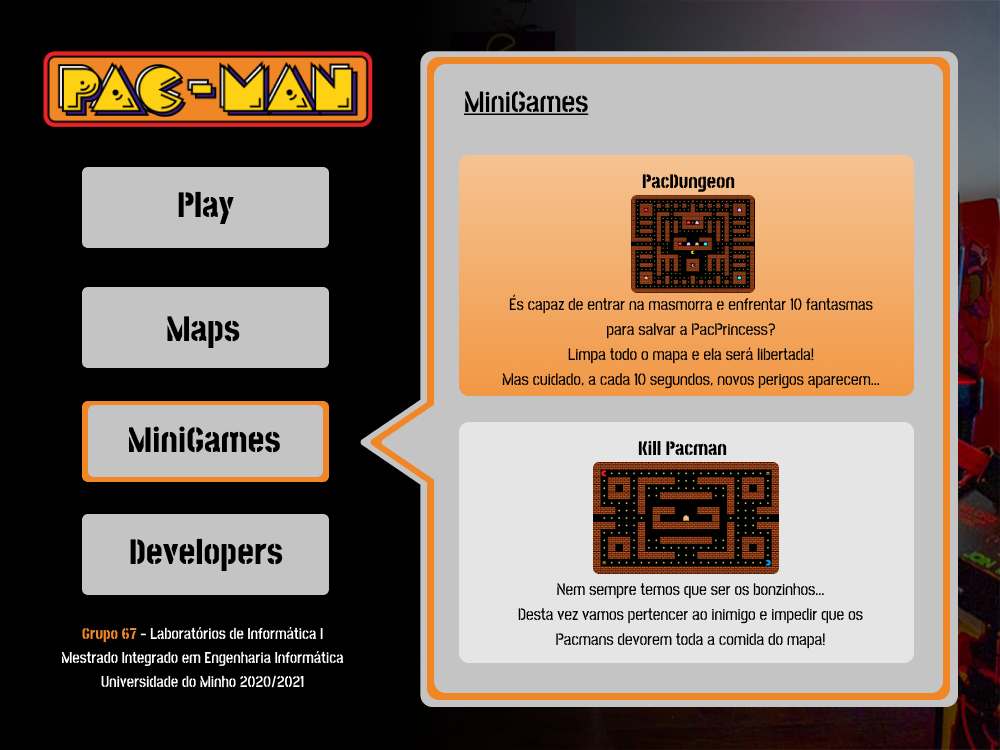 PAC-MAN
Play
Maps
MiniGames
Developers
Grupo 67 - Laboratórios de Informática I
Mestrado Integrado em Engenharia Informática
Universidade do Minho 2020/2021
MiniGames
PacDungeon
És capaz de entrar na masmorra e enfrentar 10 fantasmas
para salvar a PacPrincess?
Limpa todo o mapa e ela será libertada!
Mas cuidado, a cada 10 segundos, novos perigos aparecem...
Kill Pacman
Nem sempre temos que ser os bonzinhos...
Desta vez vamos pertencer ao inimigo e impedir que os
Pacmans devorem toda a comida do mapa!